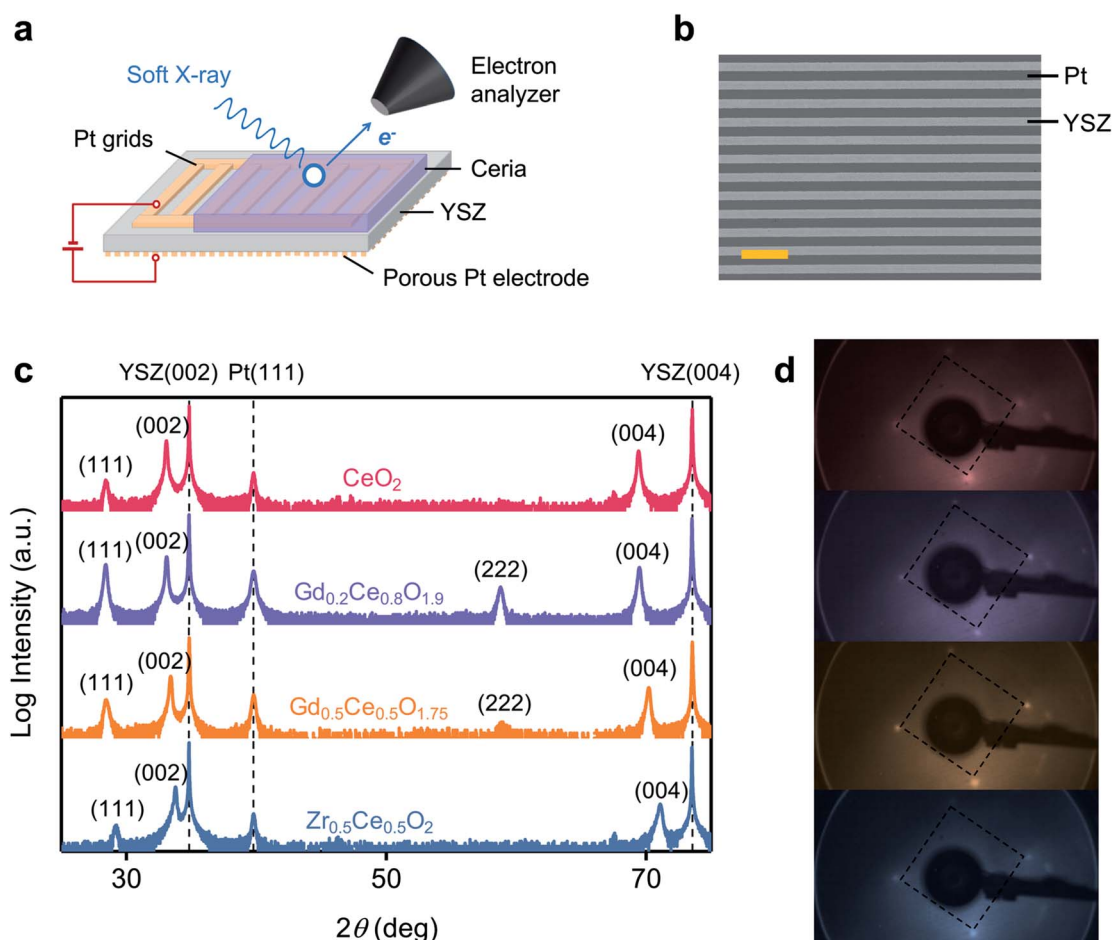 a
Soft X-ray
Electron
analyzer
e-
Pt grids
Ceria
YSZ
Porous Pt electrode
b
Pt
YSZ
c
YSZ(002) Pt(111) YSZ(004)
(111) (002) (004)
CeO2
(111) (002) (222) (004)
Gd0.2Ce0.8O1.9
(111) (002) (222) (004)
Gd0.5Ce0.5O1.75
(111) (002) (004)
Zr0.5Ce0.5O2
Log Intensity (a.u.)
30 50 70
2θ (deg)
d